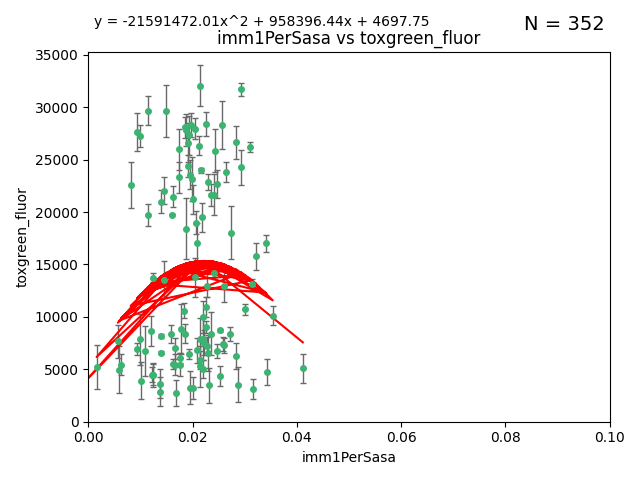 y = -21591472.01x^2 + 958396.44x + 4697.75
N = 352
imm1PerSasa vs toxgreen_fluor
toxgreen_fluor
35000
30000
25000
20000
15000
10000
5000
0
0.00 0.02 0.04 0.06 0.08 0.10
imm1PerSasa